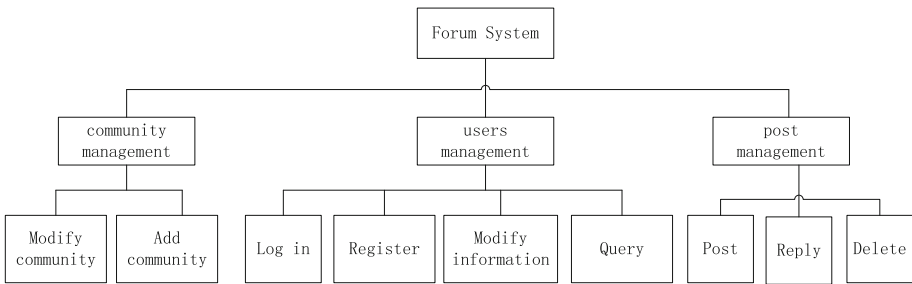 Forum System
community
management
users
management
post
management
Modify
community
Add
community
Log in
Register
Modify
information
Query
Post
Reply
Delete